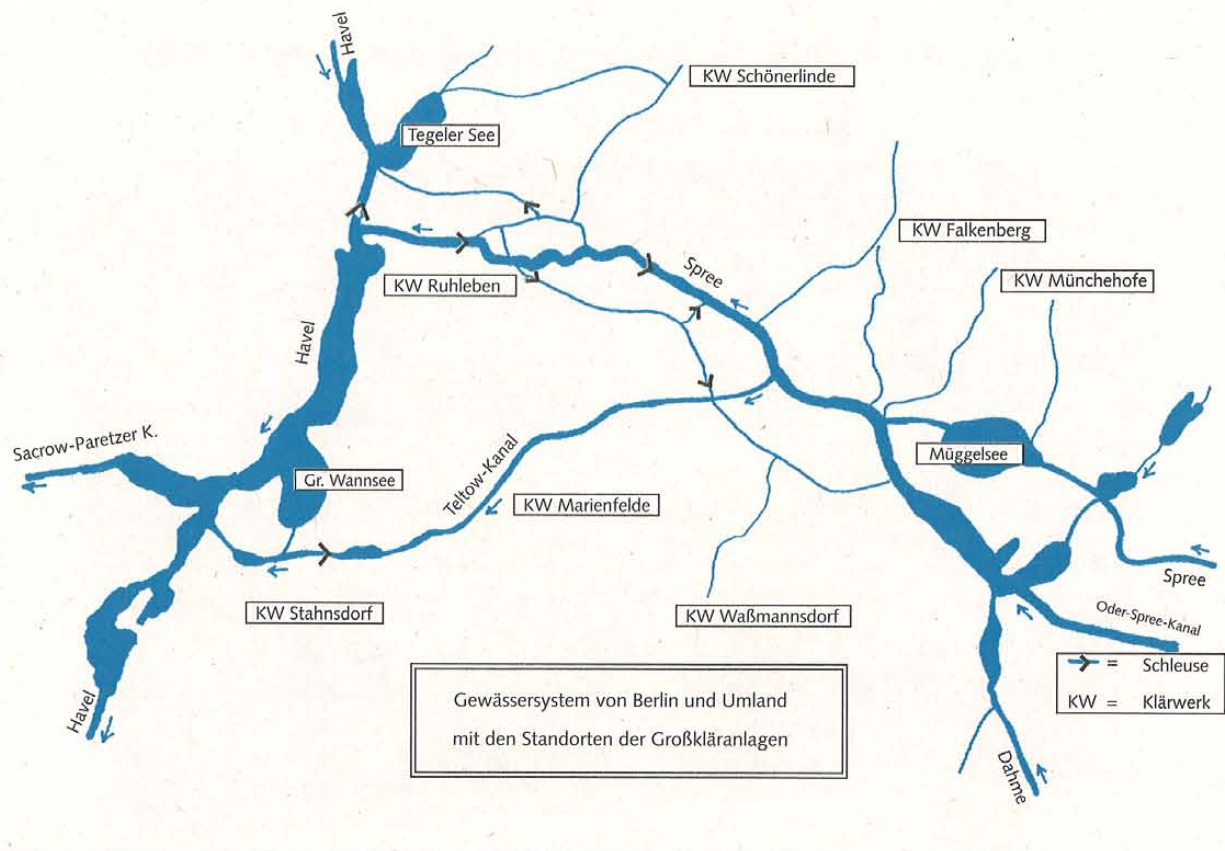 Havel
KW Schönerlinde
Tegeler See
KW Falkenberg
Spree
KW Münchehofe
KW Ruhleben
Havel
Sacrow-Paretzer K.
Müggelsee
Gr. Wannsee
Teltow-Kanal
KW Marienfelde
Spree
KW Stahnsdorf
KW Waßmannsdorf
Oder-Spree-Kanal
= Schleuse
KW = Klärwerk
Havel
Gewässersystem von Berlin und Umland
mit den Standorten der Großkläranlagen
Dahme